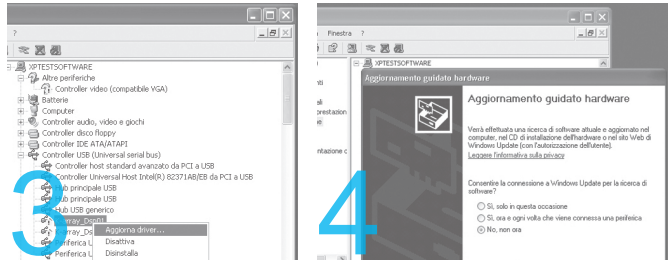 ?
XPTESTSOFTWARE
Altre periferiche
Controller video (compatibile VGA)
Batterie
Computer
Controller audio, video e giochi
Controller disco floppy
Controller IDE ATA/ATAPI
Controller USB (Universal serial bus)
Controller host standard avanzato da PCI a USB
Controller Universal Host Intel(R) 82371AB/EB da PCI a USB
Hub principale USB
Hub principale USB
Hub USB generico
array_Dsp01
array_Ds
Periferica U
Periferica U
Aggiorna driver...
Disattiva
Disinstalla
3
Finestra ?
XPTESTSOFTWARE
prestazion
ntazione c
Aggiornamento guidato hardware
Aggiornamento guidato hardware
Verrà effettuata una ricerca di software attuale e aggiornato nel
computer, nel CD di installazione dell'hardware o nel sito Web di
Windows Update (con l'autorizzazione dell'utente).
Leggere l'informativa sulla privacy
Consentire la connessione a Windows Update per la ricerca di
software?
Sì, solo in questa occasione
Sì, ora e ogni volta che viene connessa una periferica
No, non ora
4